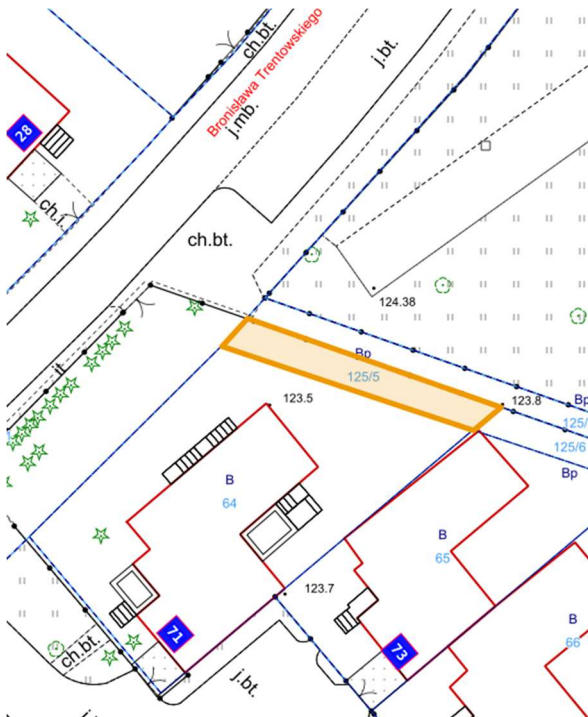 ch.bt.
j.bt.
Bronisława Trentowskiego
j.mb.
28
ch.f.
ch.bt.
124.38
Bp
125/5
123.8
Bp
125/
125/6
Bp
123.5
B
64
B
65
123.7
B
66
71
73
ch.bt.
j.bt.